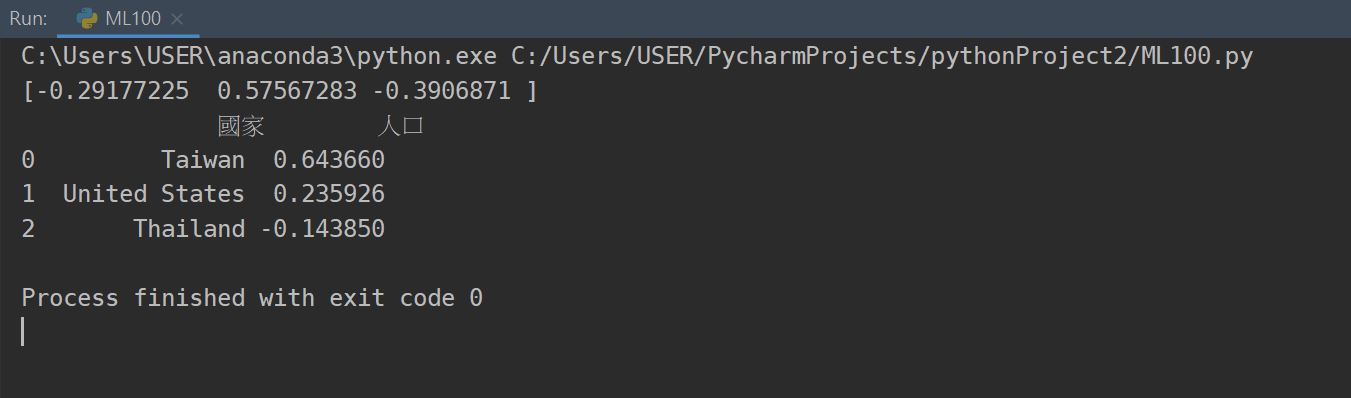 Run: ML100
C:\Users\USER\anaconda3\python.exe C:/Users/USER/PycharmProjects/pythonProject2/ML100.py
[-0.29177225  0.57567283 -0.3906871 ]
國家 人口
0 Taiwan 0.643660
1 United States 0.235926
2 Thailand -0.143850
Process finished with exit code 0